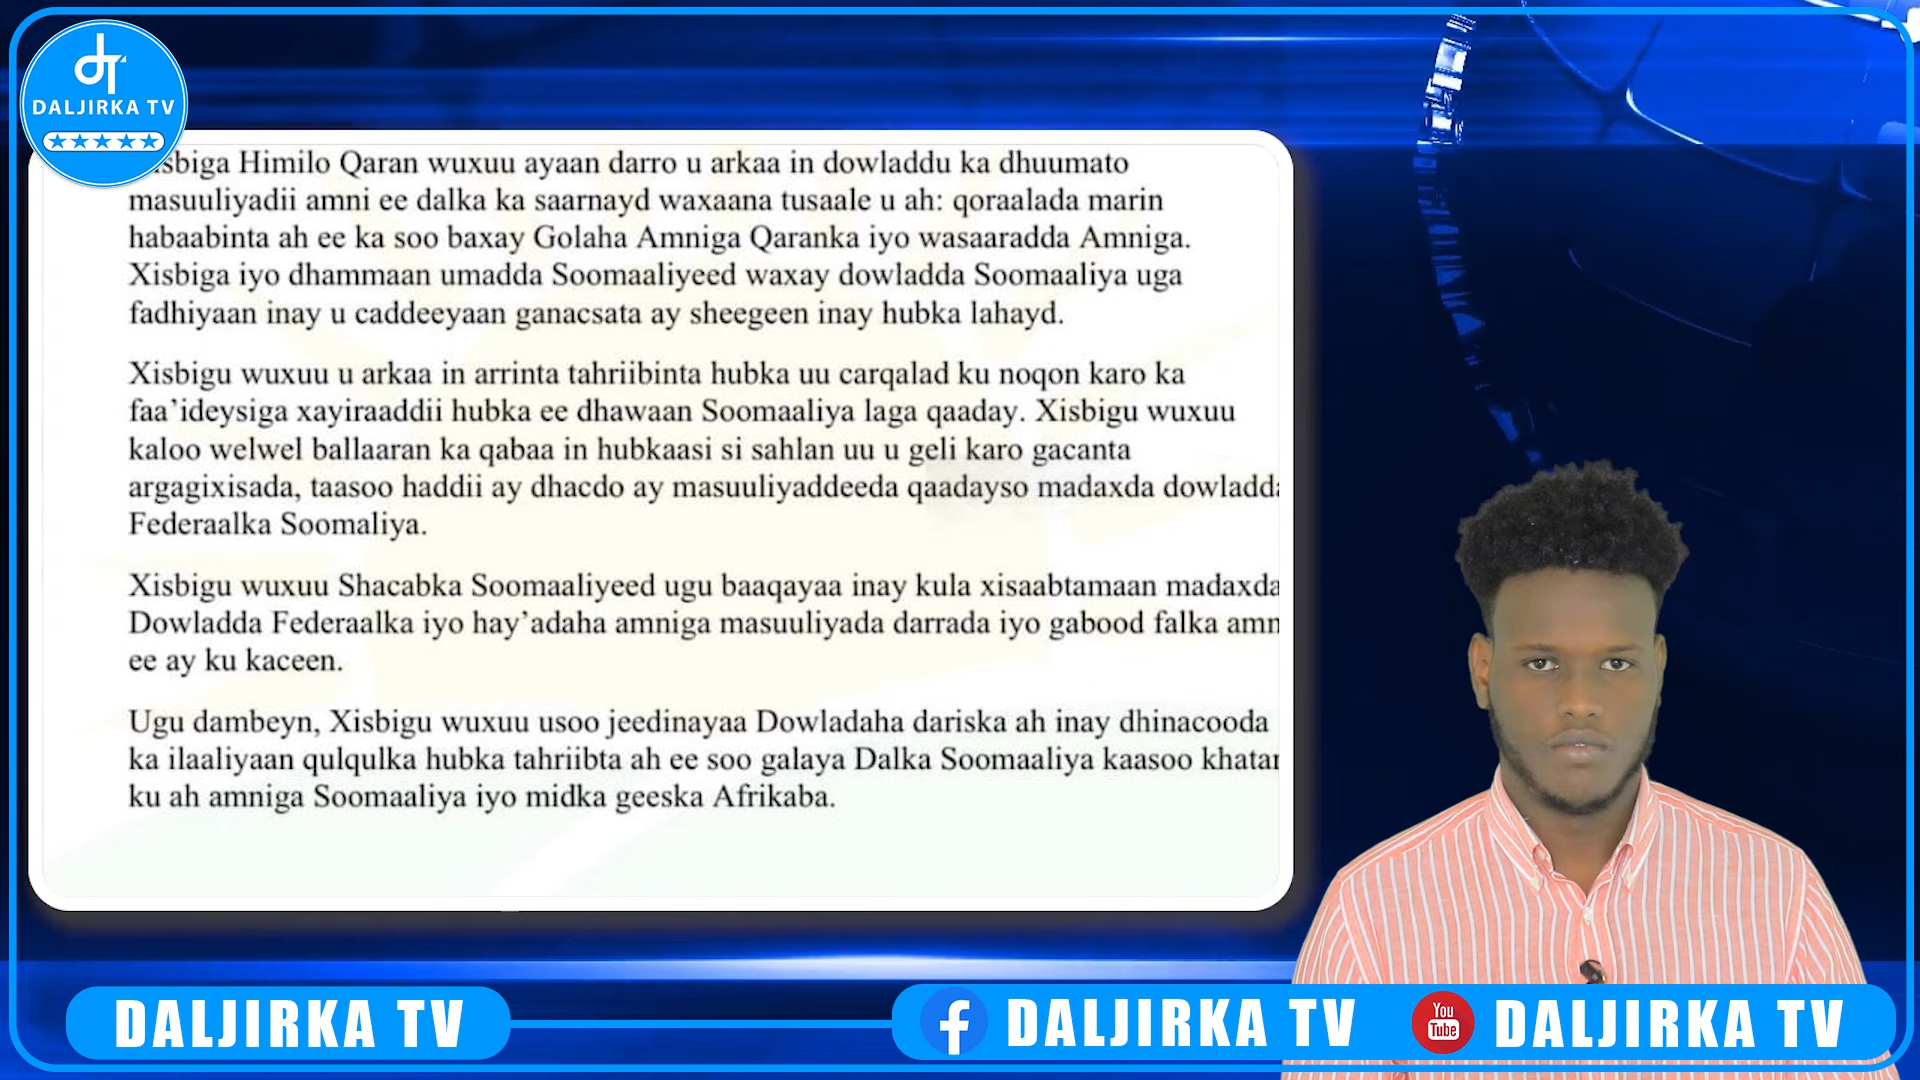 DALJIRKA TV
Himilo Qaran wuxuu ayaan darro u arkaa in dowladdu ka dhuumato
masuuliyadii amni ee dalka ka saarnayd waxaana tusaale u ah: qoraalada marin
habaabinta ah ee ka soo baxay Golaha Amniga Qaranka iyo wasaaradda Amniga.
Xisbiga iyo dhammaan umadda Soomaaliyeed waxay dowladda Soomaaliya uga
fadhiyaan inay u caddeeyaan ganacsata ay sheegeen inay hubka lahayd.
Xisbigu wuxuu u arkaa in arrinta tahriibinta hubka uu carqalad ku noqon karo ka
faa’ideysiga xayiraaddii hubka ee dhawaan Soomaaliya laga qaaday. Xisbigu wuxuu
kaloo welwel ballaaran ka qabaa in hubkaasi si sahlan uu u geli karo gacanta
argagixisada, taasoo haddii ay dhacdo ay masuuliyaddeeda qaadayso madaxda
Federaalka Soomaliya.
Xisbigu wuxuu Shacabka Soomaaliyeed ugu baaqayaa inay kula xisaabtamaan madaxda
Dowladda Federaalka iyo hay’adaha amniga masuuliyada darrada iyo gabood falka
ee ay ku kaceen.
Ugu dambeyn, Xisbigu wuxuu usoo jeedinayaa Dowladaha dariska ah inay dhinacooda
ka ilaaliyaan qulqulka hubka tahriibta ah ee soo galaya Dalka Soomaaliya kaasoo
ku ah amniga Soomaaliya iyo midka geeska Afrikaba.
DALJIRKA TV
DALJIRKA TV
You Tube
DALJIRKA TV